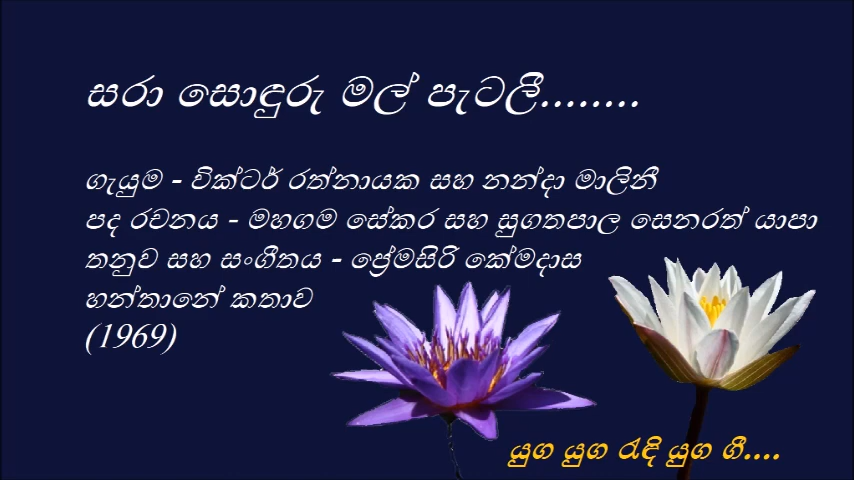 සරා සොඳුරු මල් පැටලී........
ගැයුම - වික්ටර් රත්නායක සහ නන්දා මාලිනී
පද රචනය - මහගම සේකර සහ සුගතපාල සෙනරත් යාපා
තනුව සහ සංගීතය - ප්‍රේමසිරි කේමදාස
හන්තානේ කතාව
(1969)
යුග යුග රැඳි යුග ගී....